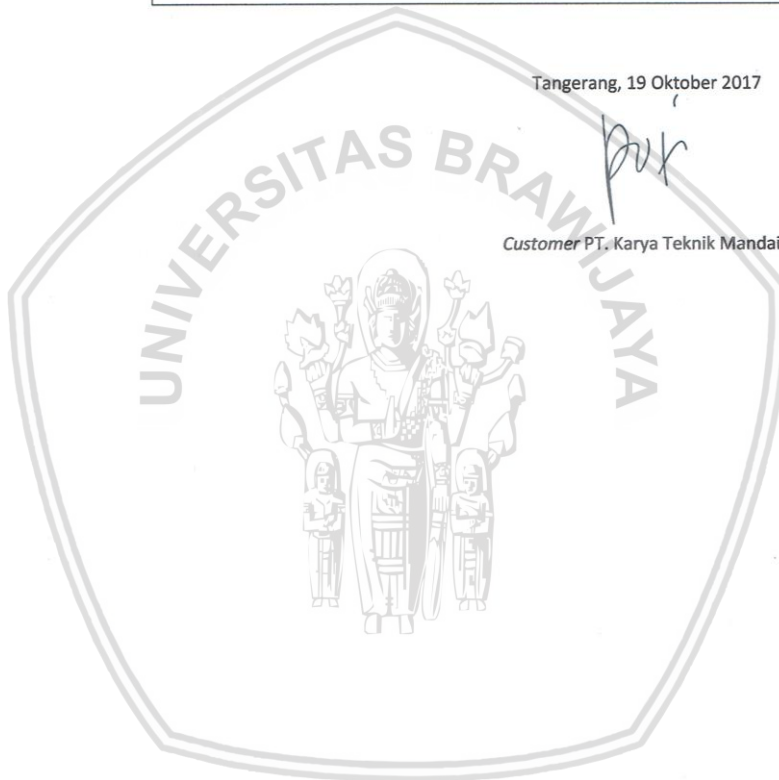 Tangerang, 19 Oktober 2017
Customer PT. Karya Teknik Mandai
UNIVERSITAS BRAWIJAYA